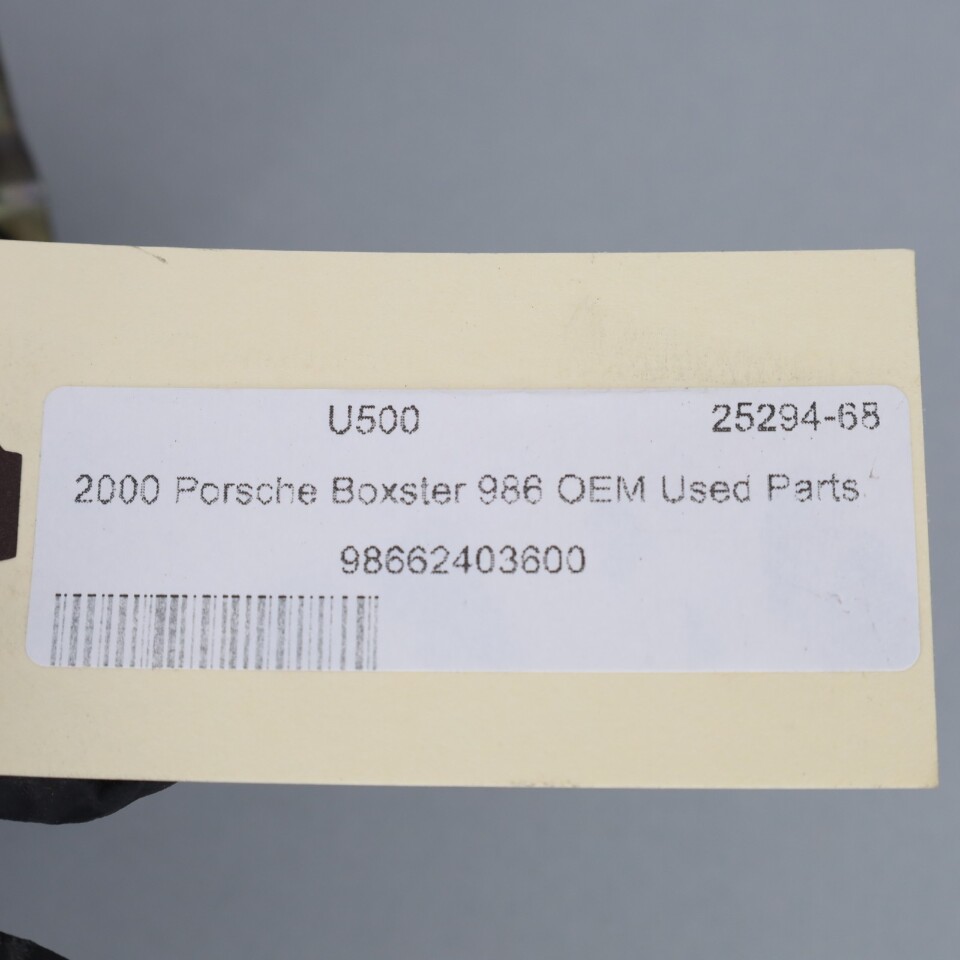 U500 25294-68
2000 Porsche Boxster 986 OEM Used Parts
98662403600